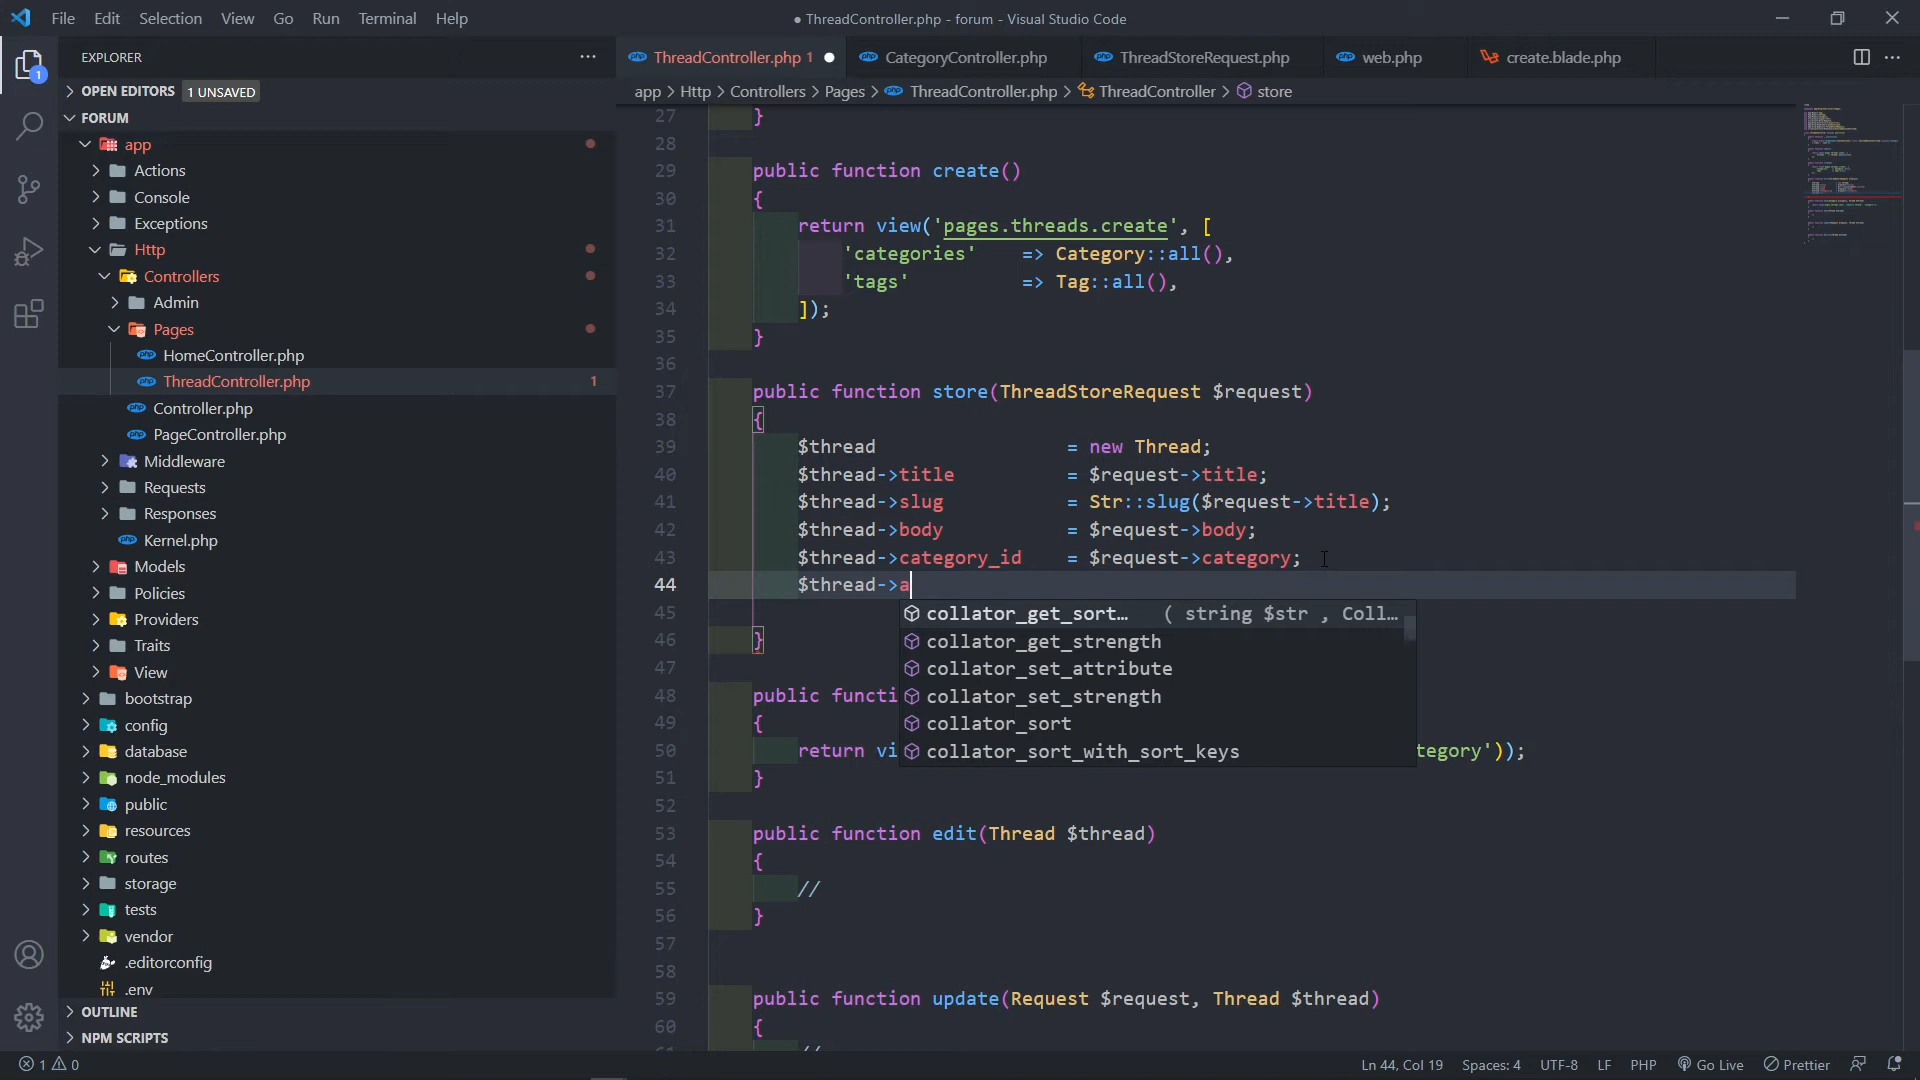 File Edit Selection View Go Run Terminal Help
● ThreadController.php - forum - Visual Studio Code
EXPLORER
OPEN EDITORS 1 UNSAVED
FORUM
app
Actions
Console
Exceptions
Http
Controllers
Admin
Pages
HomeController.php
ThreadController.php 1
Controller.php
PageController.php
Middleware
Requests
Responses
Kernel.php
Models
Policies
Providers
Traits
View
bootstrap
config
database
node_modules
public
resources
routes
storage
tests
vendor
.editorconfig
.env
OUTLINE
NPM SCRIPTS
ThreadController.php 1 CategoryController.php ThreadStoreRequest.php web.php create.blade.php
app > Http > Controllers > Pages > ThreadController.php > ThreadController > store
27 }
28
29 public function create()
30 {
31 return view('pages.threads.create', [
32 'categories' => Category::all(),
33 'tags' => Tag::all(),
34 ]);
35 }
36
37 public function store(ThreadStoreRequest $request)
38 {
39 $thread = new Thread;
40 $thread->title = $request->title;
41 $thread->slug = Str::slug($request->title);
42 $thread->body = $request->body;
43 $thread->category_id = $request->category;
44 $thread->a
collator_get_sort… ( string $str , Coll…
collator_get_strength
collator_set_attribute
collator_set_strength
collator_sort
collator_sort_with_sort_keys
45
46 }
47
48 public functi
49 {
50 return vi tegory'));
51 }
52
53 public function edit(Thread $thread)
54 {
55 //
56 }
57
58
59 public function update(Request $request, Thread $thread)
60 {
1 0
Ln 44, Col 19 Spaces: 4 UTF-8 LF PHP Go Live Prettier